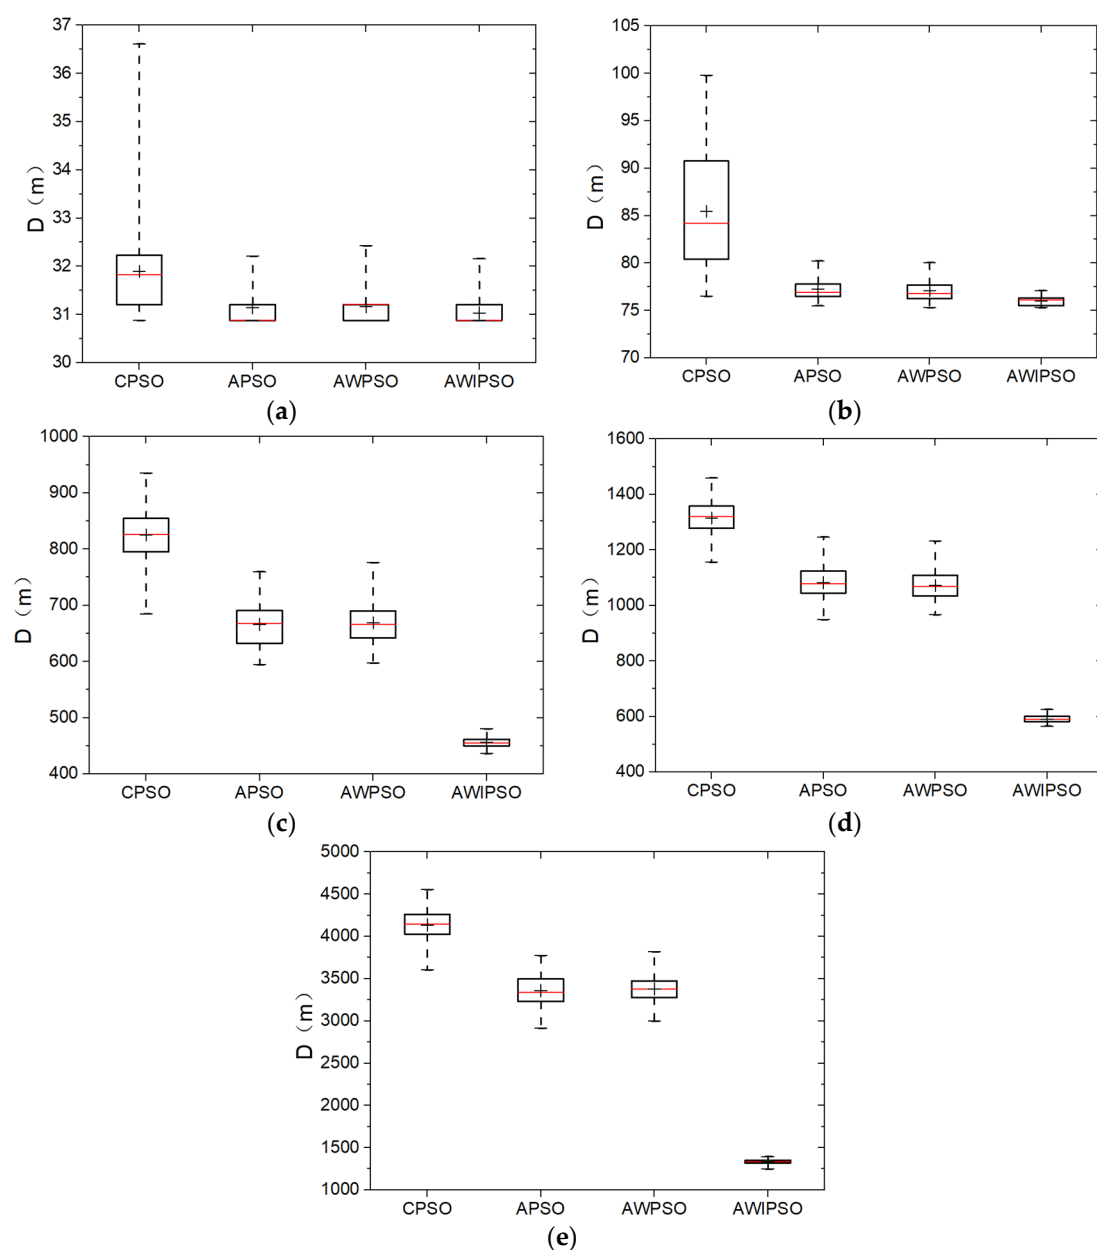 37
36
35
34
33
32
31
30
D（m）
CPSO APSO AWPSO AWIPSO
(a)
105
100
95
90
85
80
75
70
D（m）
CPSO APSO AWPSO AWIPSO
(b)
1000
900
800
700
600
500
400
D（m）
CPSO APSO AWPSO AWIPSO
(c)
1600
1400
1200
1000
800
600
400
D（m）
CPSO APSO AWPSO AWIPSO
(d)
5000
4500
4000
3500
3000
2500
2000
1500
1000
D（m）
CPSO APSO AWPSO AWIPSO
(e)